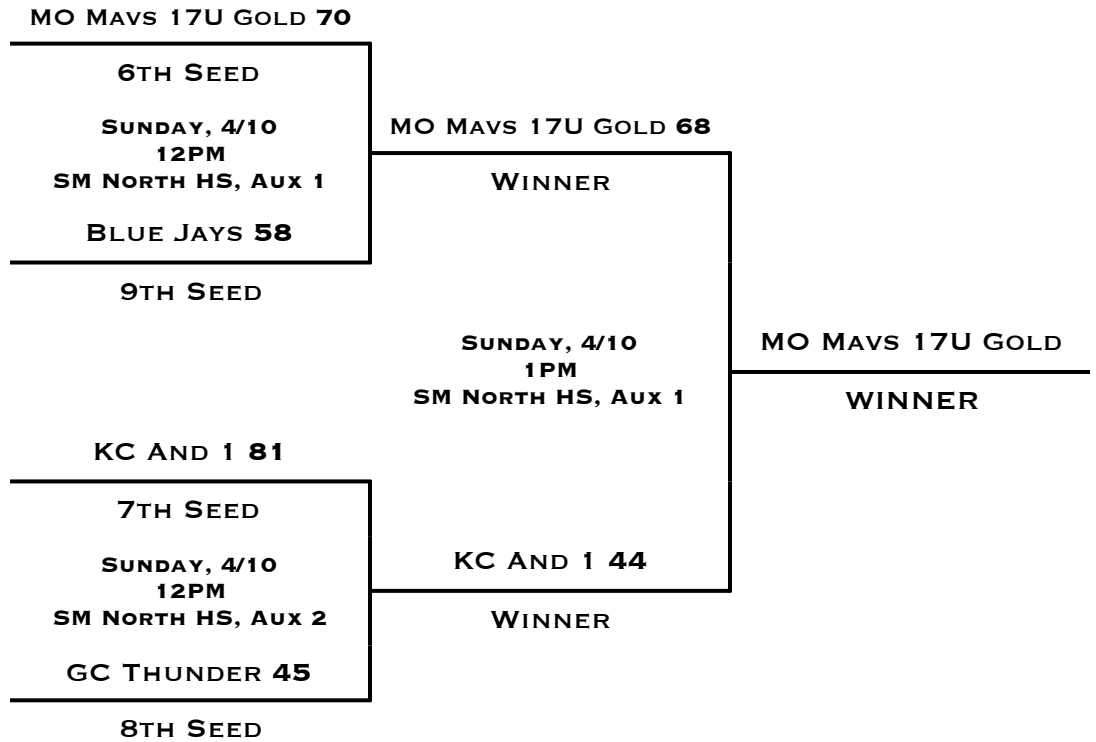 MO Mavs 17U Gold 70
6th Seed
Sunday, 4/10
12PM
SM North HS, Aux 1
Blue Jays 58
9th Seed
MO Mavs 17U Gold 68
Winner
Sunday, 4/10
1PM
SM North HS, Aux 1
MO Mavs 17U Gold
WINNER
KC And 1 81
7th Seed
Sunday, 4/10
12PM
SM North HS, Aux 2
GC Thunder 45
8th Seed
KC And 1 44
Winner